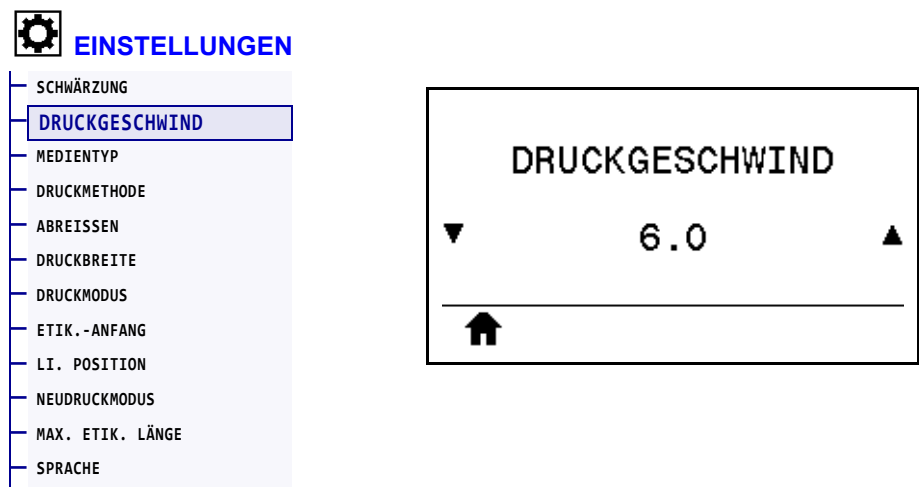 EINSTELLUNGEN
SCHWÄRZUNG
DRUCKGESCHWIND
MEDIENTYP
DRUCKMETHODE
ABREISSEN
DRUCKBREITE
DRUCKMODUS
ETIK.-ANFANG
LI. POSITION
NEUDRUCKMODUS
MAX. ETIK. LÄNGE
SPRACHE
DRUCKGESCHWIND
▼ 6.0 ▲